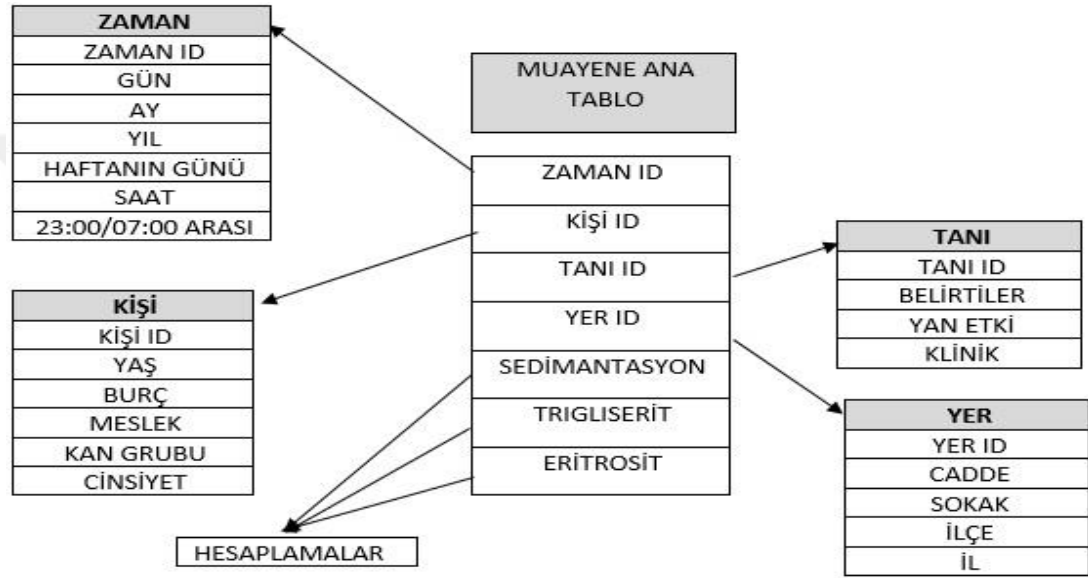 ZAMAN
ZAMAN ID
GÜN
AY
YIL
HAFTANIN GÜNÜ
SAAT
23:00/07:00 ARASI
KİŞİ
KİŞİ ID
YAŞ
BURÇ
MESLEK
KAN GRUBU
CİNSİYET
MUAYENE ANA
TABLO
ZAMAN ID
KİŞİ ID
TANI ID
YER ID
SEDİMANTASYON
TRIGLISERİT
ERİTROSİT
HESAPLAMALAR
TANI
TANI ID
BELİRTİLER
YAN ETKİ
KLİNİK
YER
YER ID
CADDE
SOKAK
İLÇE
İL